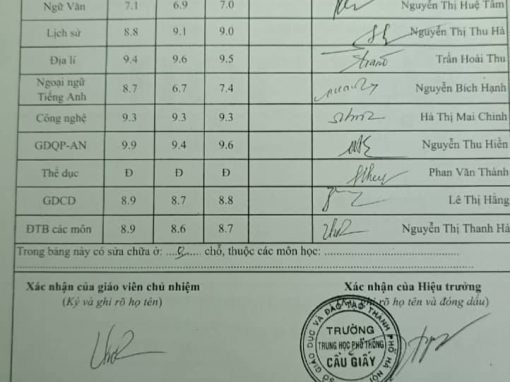 Ngữ Văn 7.1 6.9 7.0 Nguyễn Thị Huệ Tâm
Lịch sử 8.8 9.1 9.0 Nguyễn Thị Thu Hà
Địa lí 9.4 9.6 9.5 Trần Hoài Thu
Ngoại ngữ
Tiếng Anh 8.7 6.7 7.4 Nguyễn Bích Hạnh
Công nghệ 9.3 9.3 9.3 Hà Thị Mai Chinh
GDQP-AN 9.9 9.4 9.6 Nguyễn Thu Hiền
Thể dục Đ Đ Đ Phan Văn Thành
GDCD 8.9 8.7 8.8 Lê Thị Hằng
ĐTB các môn 8.9 8.6 8.7 Nguyễn Thị Thanh Hà
Trong bảng này có sửa chữa ở: ...0... chỗ, thuộc các môn học: ................
Xác nhận của giáo viên chủ nhiệm
(Ký và ghi rõ họ tên)
Xác nhận của Hiệu trưởng
ghi rõ họ tên và đóng dấu)
SỞ GIÁO DỤC VÀ ĐÀO TẠO THÀNH PHỐ HÀ NỘI
TRƯỜNG
TRUNG HỌC PHỔ THÔNG
CẦU GIẤY